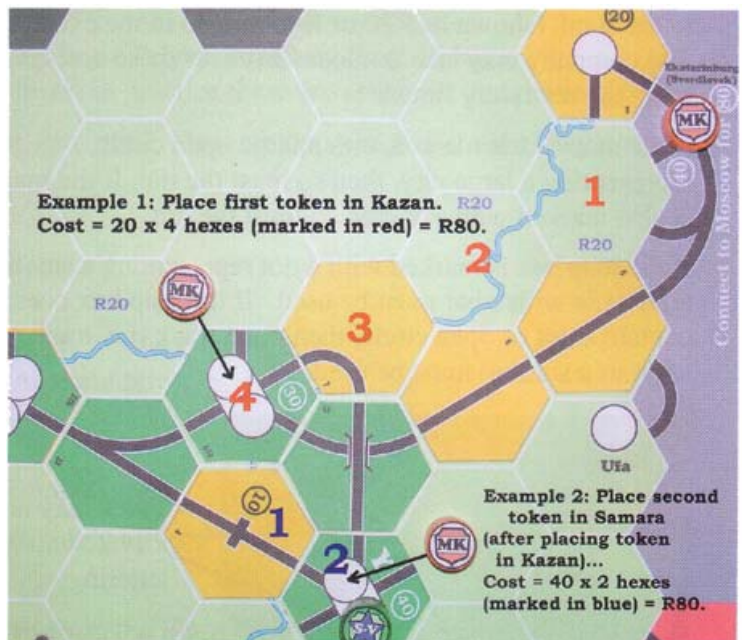 20
Ekaterinburg
(Sverdlovsk)
MK
40
Connect to Moscow for 80
1
R20
R20
Example 1: Place first token in Kazan.
Cost = 20 x 4 hexes (marked in red) = R80.
2
MK
R20
3
4
30
Ufa
10
1
Example 2: Place second
token in Samara
(after placing token
in Kazan)...
Cost = 40 x 2 hexes
(marked in blue) = R80.
MK
2
40
SV